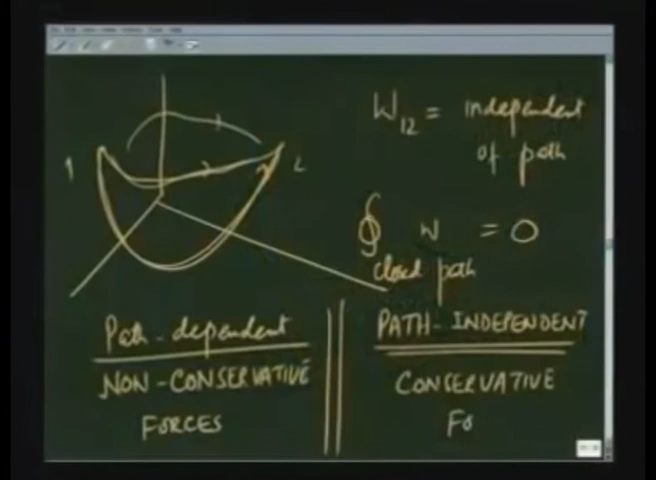 1
2
W12 = independent
of path
∮ W = 0
closed path
Path-dependent
NON-CONSERVATIVE
FORCES
PATH-INDEPENDENT
CONSERVATIVE
Fo